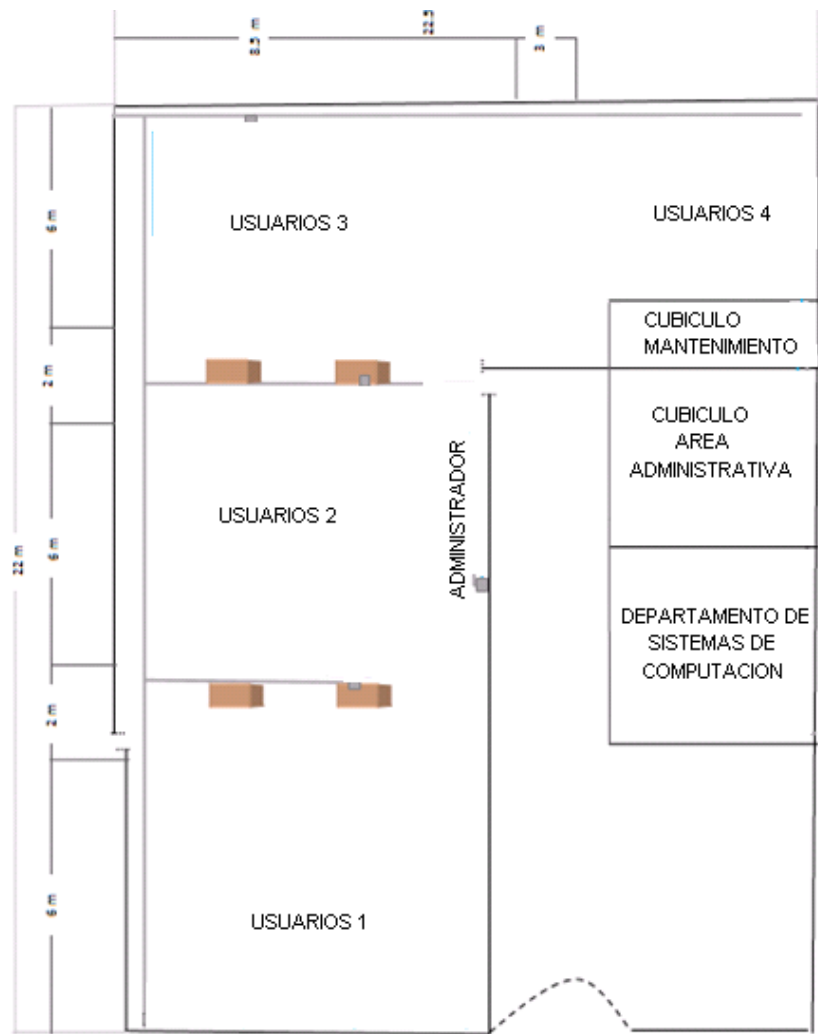 22.5
8.5 m
3 m
6 m
USUARIOS 3
USUARIOS 4
CUBICULO
MANTENIMIENTO
2 m
CUBICULO
AREA
ADMINISTRATIVA
ADMINISTRADOR
USUARIOS 2
22 m
6 m
DEPARTAMENTO DE
SISTEMAS DE
COMPUTACION
2 m
6 m
USUARIOS 1